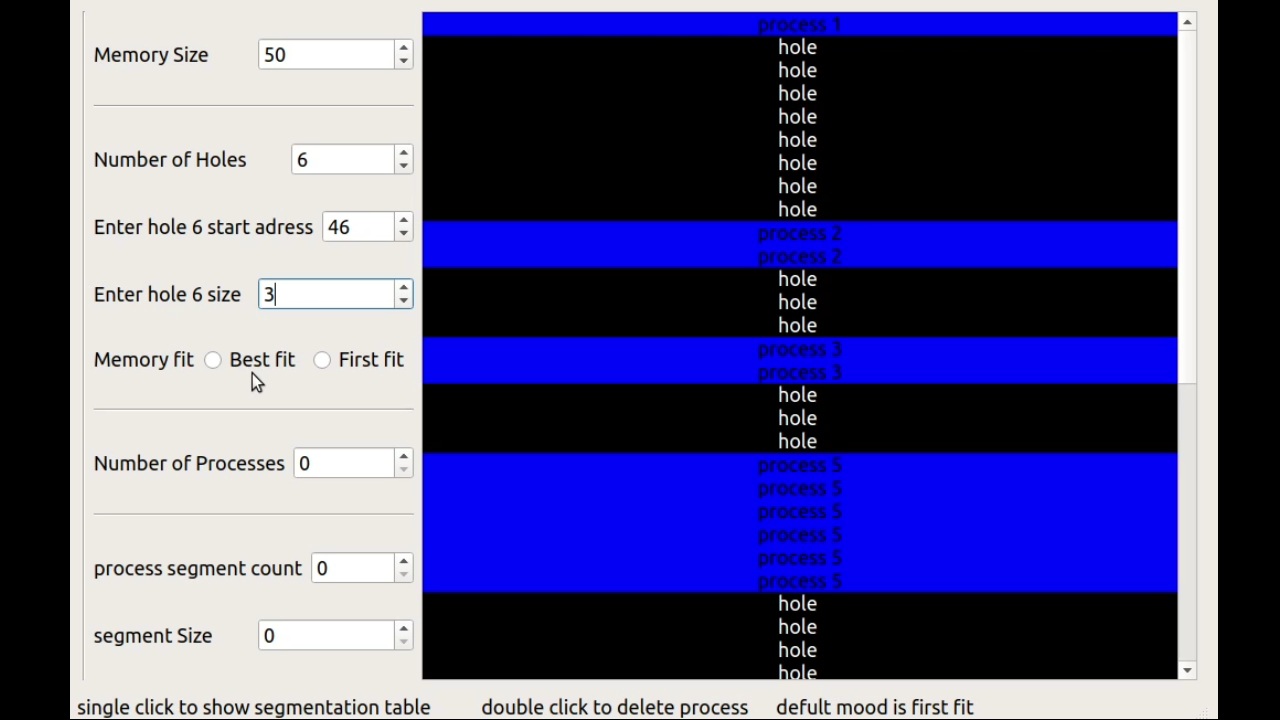 Memory Size 50
Number of Holes 6
Enter hole 6 start adress 46
Enter hole 6 size 3
Memory fit Best fit First fit
Number of Processes 0
process segment count 0
segment Size 0
process 1
hole
hole
hole
hole
hole
hole
hole
hole
process 2
process 2
hole
hole
hole
process 3
process 3
hole
hole
hole
process 5
process 5
process 5
process 5
process 5
process 5
hole
hole
hole
hole
single click to show segmentation table double click to delete process defult mood is first fit